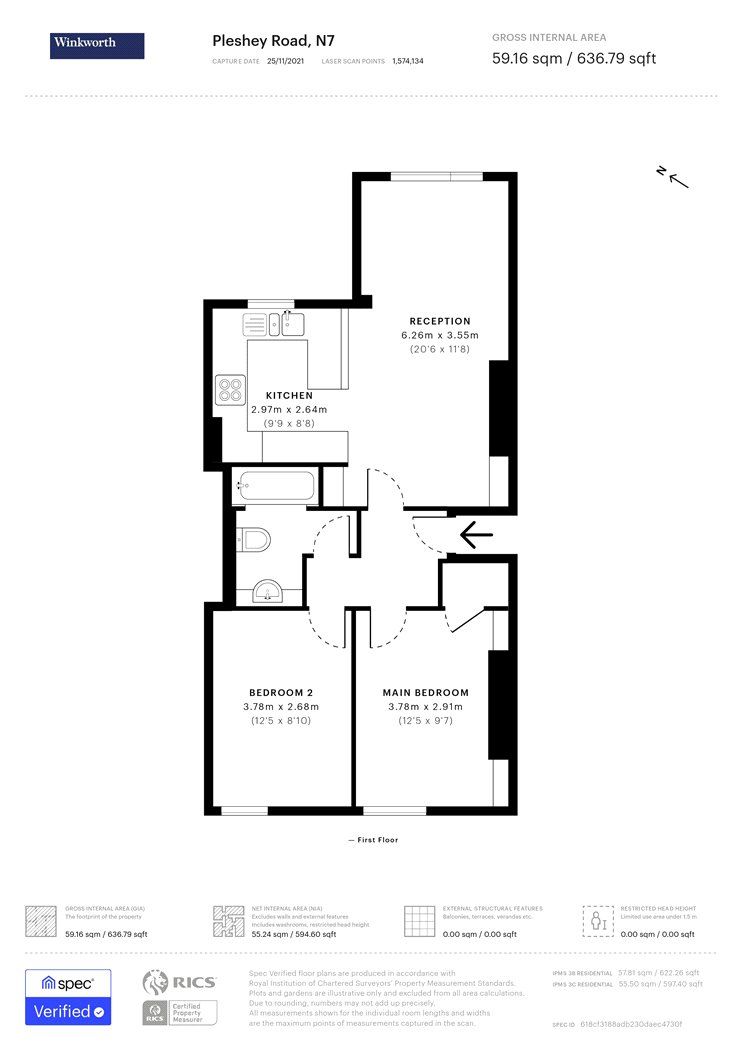 Winkworth
Pleshey Road, N7
CAPTURE DATE 25/11/2021 LASER SCAN POINTS 1,574,134
GROSS INTERNAL AREA
59.16 sqm / 636.79 sqft
N
RECEPTION
6.26m x 3.55m
(20'6 x 11'8)
KITCHEN
2.97m x 2.64m
(9'9 x 8'8)
BEDROOM 2
3.78m x 2.68m
(12'5 x 8'10)
MAIN BEDROOM
3.78m x 2.91m
(12'5 x 9'7)
— First Floor
GROSS INTERNAL AREA (GIA)
The footprint of the property
59.16 sqm / 636.79 sqft
NET INTERNAL AREA (NIA)
Excludes walls and external features
Includes washrooms, restricted head height
55.24 sqm / 594.60 sqft
EXTERNAL STRUCTURAL FEATURES
Balconies, terraces, verandas etc.
0.00 sqm / 0.00 sqft
RESTRICTED HEAD HEIGHT
Limited use area under 1.5 m
0.00 sqm / 0.00 sqft
spec
Verified
RICS
RICS
Certified
Property
Measurer
Spec Verified floor plans are produced in accordance with
Royal Institution of Chartered Surveyors' Property Measurement Standards.
Plots and gardens are illustrative only and excluded from all area calculations.
Due to rounding, numbers may not add up precisely.
All measurements shown for the individual room lengths and widths
are the maximum points of measurements captured in the scan.
IPMS 3B RESIDENTIAL 57.81 sqm / 622.26 sqft
IPMS 3C RESIDENTIAL 55.50 sqm / 597.40 sqft
SPEC ID 618cf3188adb230daec4730f